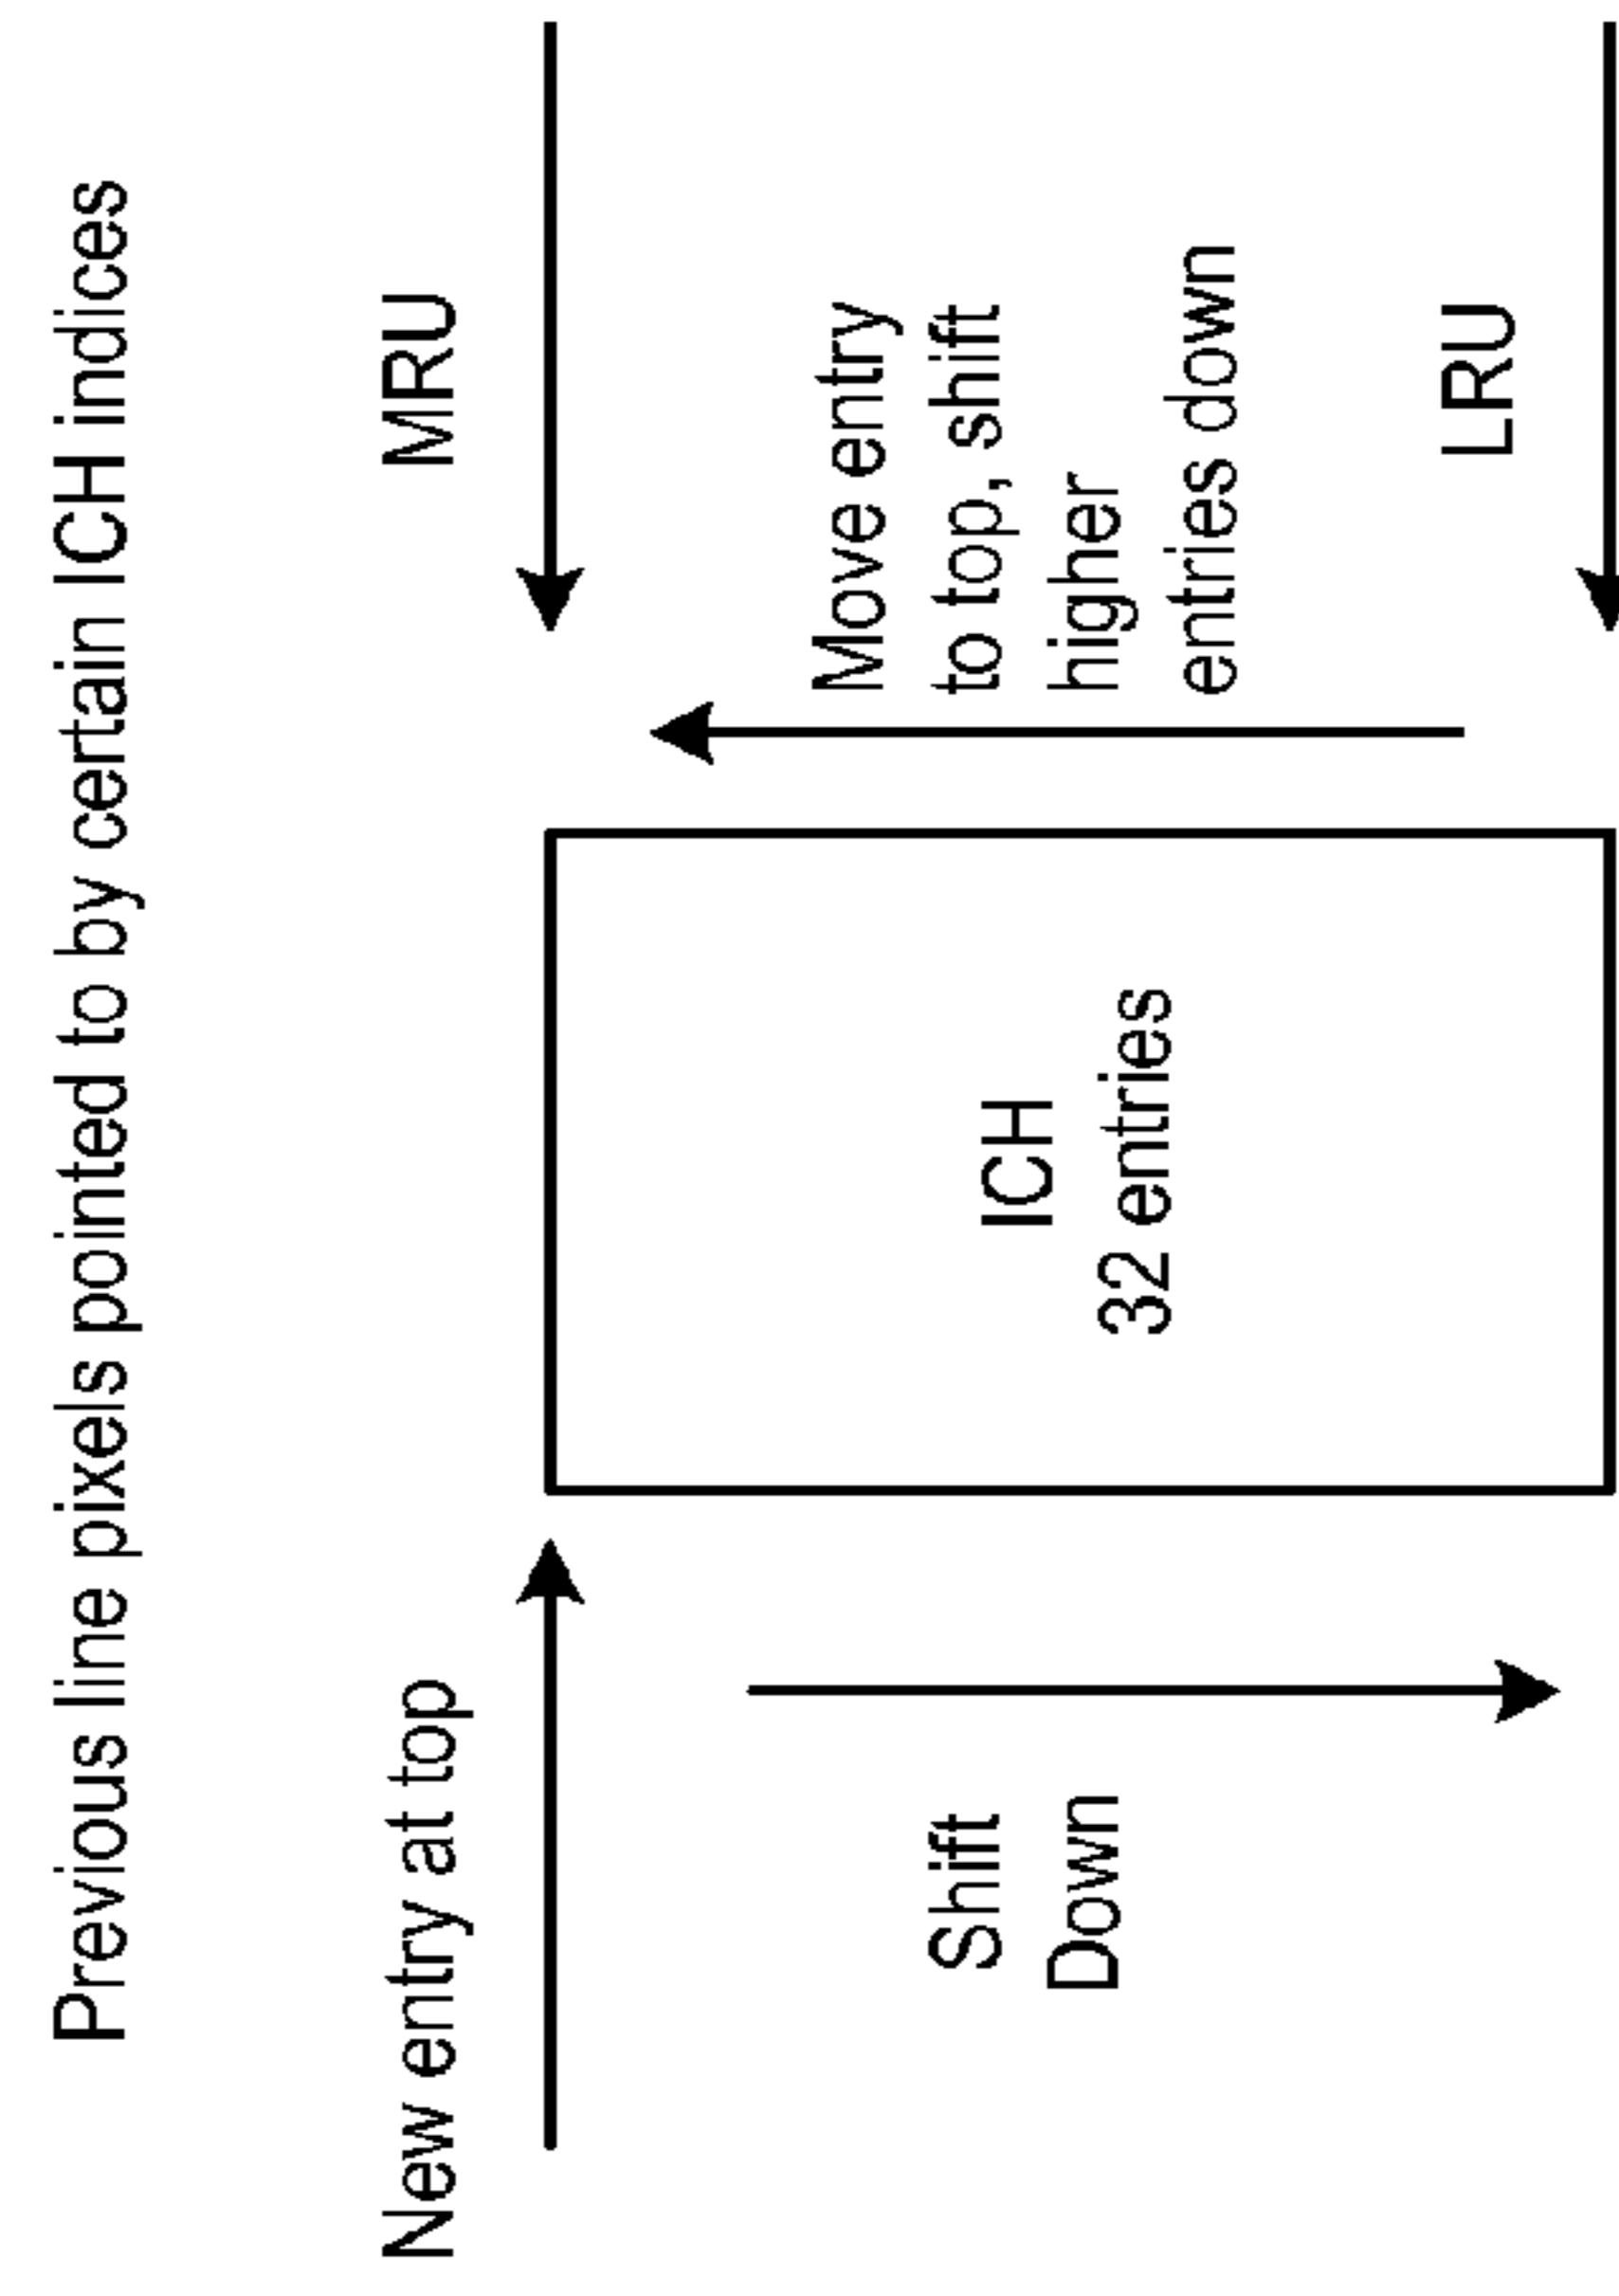 Previous line pixels pointed to by certain ICH indices
New entry at top
MRU
Shift
Down
ICH
32 entries
Move entry
to top, shift
higher
entries down
LRU